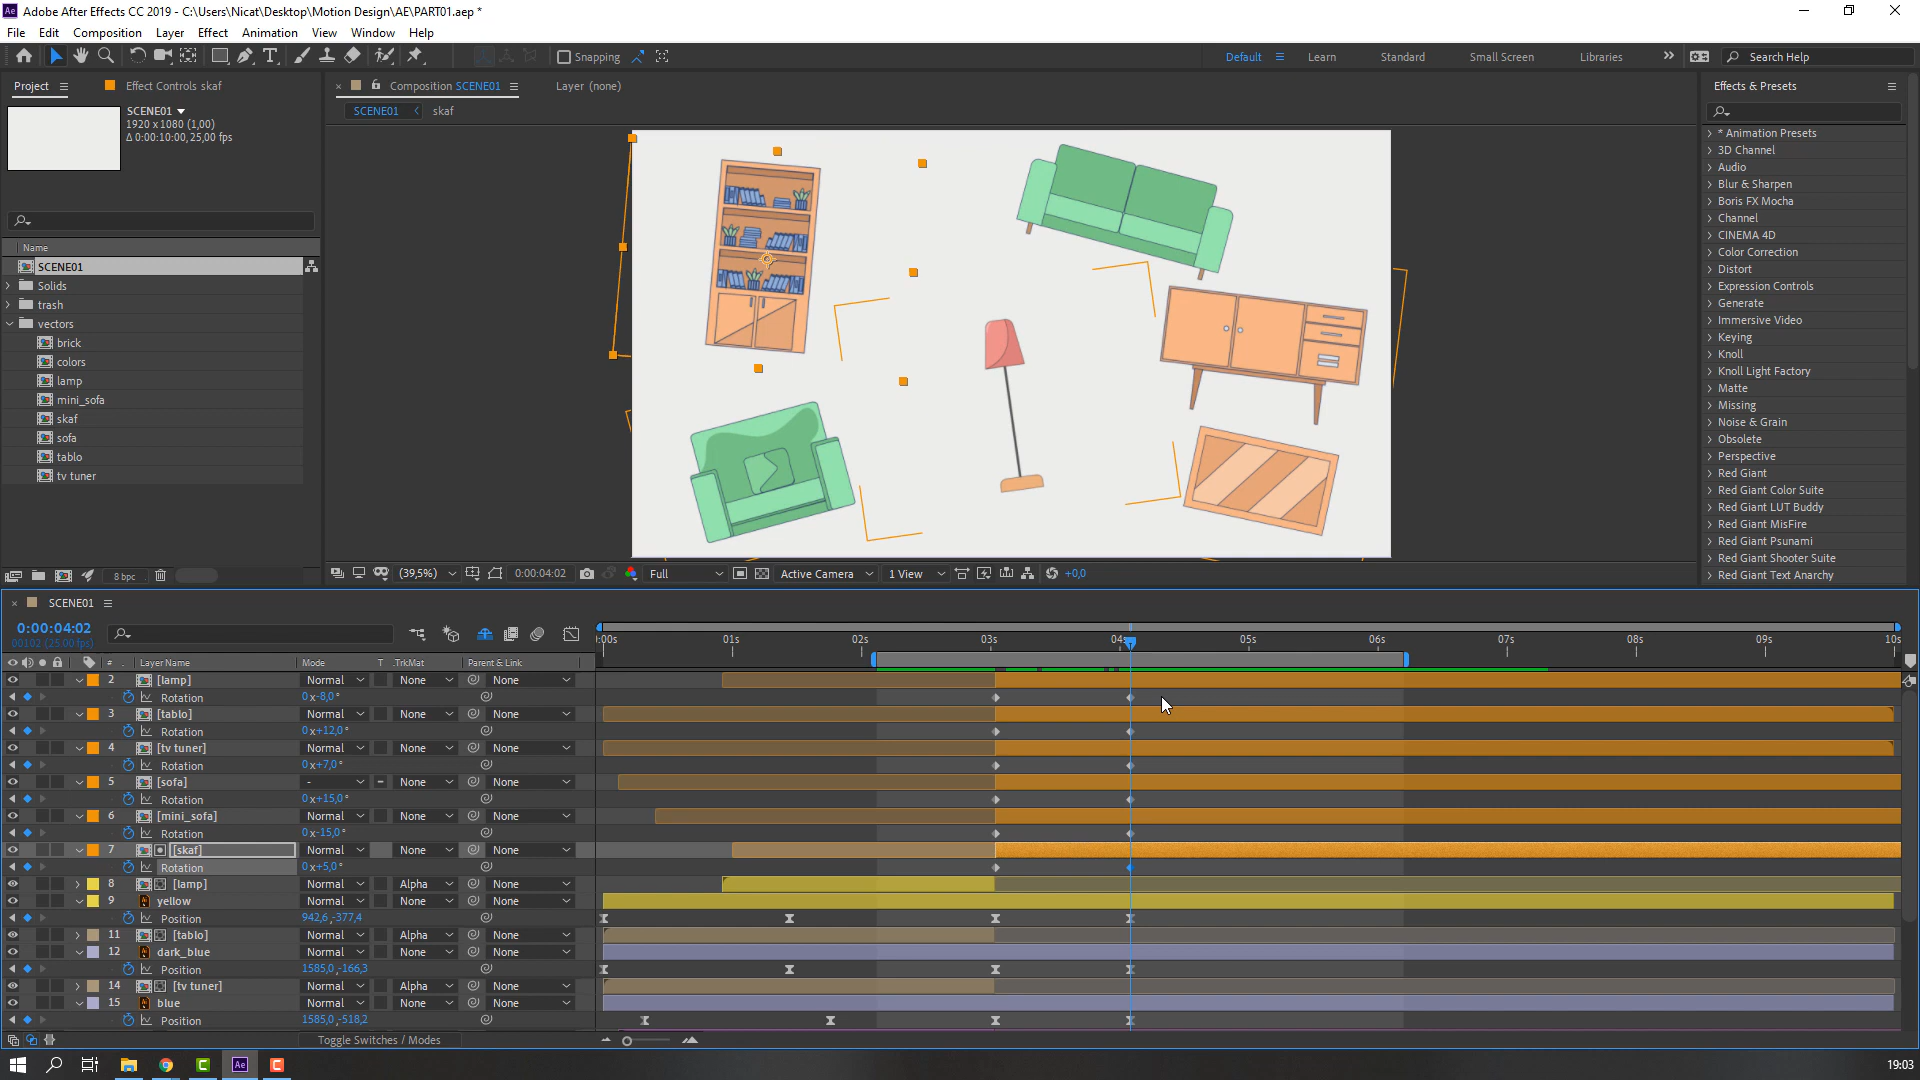 Adobe After Effects CC 2019 - C:\Users\Nicat\Desktop\Motion Design\AE\PART01.aep *
File Edit Composition Layer Effect Animation View Window Help
Snapping Default Learn Standard Small Screen Libraries Search Help
Project Effect Controls skaf
Composition SCENE01 Layer (none)
Effects & Presets
SCENE01
1920 x 1080 (1,00)
Δ 0:00:10:00, 25,00 fps
SCENE01 skaf
Name
SCENE01
Solids
trash
vectors
brick
colors
lamp
mini_sofa
skaf
sofa
tablo
tv tuner
8 bpc
* Animation Presets
3D Channel
Audio
Blur & Sharpen
Boris FX Mocha
Channel
CINEMA 4D
Color Correction
Distort
Expression Controls
Generate
Immersive Video
Keying
Knoll
Knoll Light Factory
Matte
Missing
Noise & Grain
Obsolete
Perspective
Red Giant
Red Giant Color Suite
Red Giant LUT Buddy
Red Giant MisFire
Red Giant Psunami
Red Giant Shooter Suite
Red Giant Text Anarchy
(39,5%) 0:00:04:02 Full Active Camera 1 View +0,0
SCENE01
0:00:04:02
00102 (25.00 fps)
:00s 01s 02s 03s 04s 05s 06s 07s 08s 09s 10s
# Layer Name Mode T .TrkMat Parent & Link
2 [lamp] Normal None None
Rotation 0x-8,0°
3 [tablo] Normal None None
Rotation 0x+12,0°
4 [tv tuner] Normal None None
Rotation 0x+7,0°
5 [sofa] - None None
Rotation 0x+15,0°
6 [mini_sofa] Normal None None
Rotation 0x-15,0°
7 [skaf] Normal None None
Rotation 0x+5,0°
8 [lamp] Normal Alpha None
9 yellow Normal None None
Position 942,6,-377,4
11 [tablo] Normal Alpha None
12 dark_blue Normal None None
Position 1585,0,-166,3
14 [tv tuner] Normal Alpha None
15 blue Normal None None
Position 1585,0,-518,2
Toggle Switches / Modes
19:03